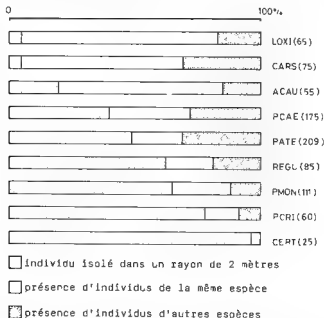 0 100%
LOXI(65)
CARS(75)
ACAU(55)
PCAE(175)
PATE(209)
REGL(85)
PMON(111)
PCRI(60)
CERT(25)
individu isolé dans un rayon de 2 mètres
présence d'individus de la même espèce
présence d'individus d'autres espèces